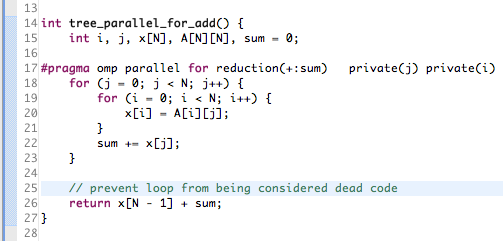 13
14 int tree_parallel_for_add() {
15     int i, j, x[N], A[N][N], sum = 0;
16
17 #pragma omp parallel for reduction(+:sum)   private(j) private(i)
18     for (j = 0; j < N; j++) {
19         for (i = 0; i < N; i++) {
20             x[i] = A[i][j];
21         }
22         sum += x[j];
23     }
24
25     // prevent loop from being considered dead code
26     return x[N - 1] + sum;
27 }
28